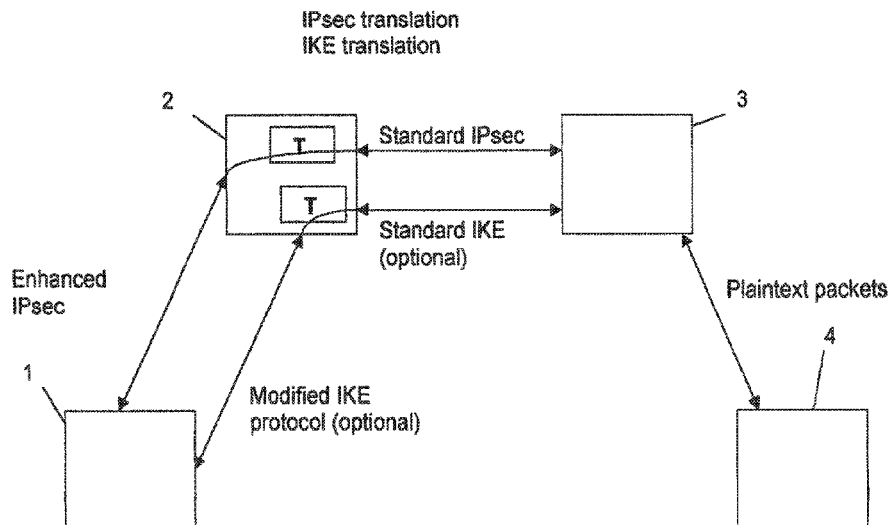 IPsec translation
IKE translation
2
3
T
Standard IPsec
T
Standard IKE
(optional)
Enhanced
IPsec
Plaintext packets
1
4
Modified IKE
protocol (optional)